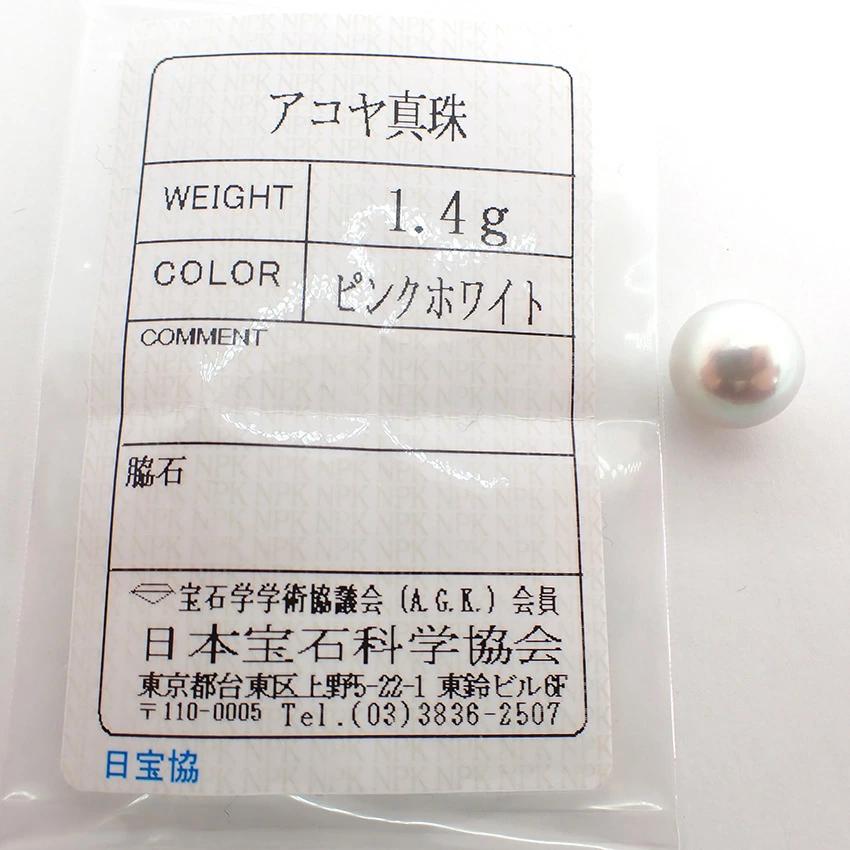 アコヤ真珠
WEIGHT 1.4g
COLOR ピンクホワイト
COMMENT
脇石
宝石学学術協議会(A.G.K.)会員
日本宝石科学協会
東京都台東区上野5-22-1 東鈴ビル6F
〒110-0005 Tel.(03)3836-2507
日宝協